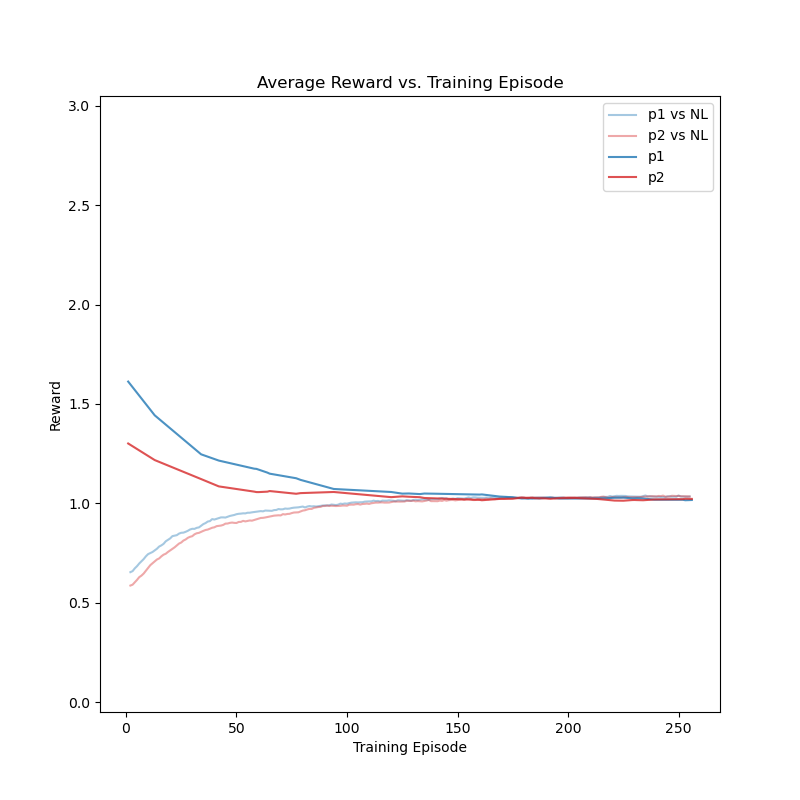 Average Reward vs. Training Episode
p1 vs NL
p2 vs NL
p1
p2
3.0
2.5
2.0
1.5
1.0
0.5
0.0
Reward
0 50 100 150 200 250
Training Episode